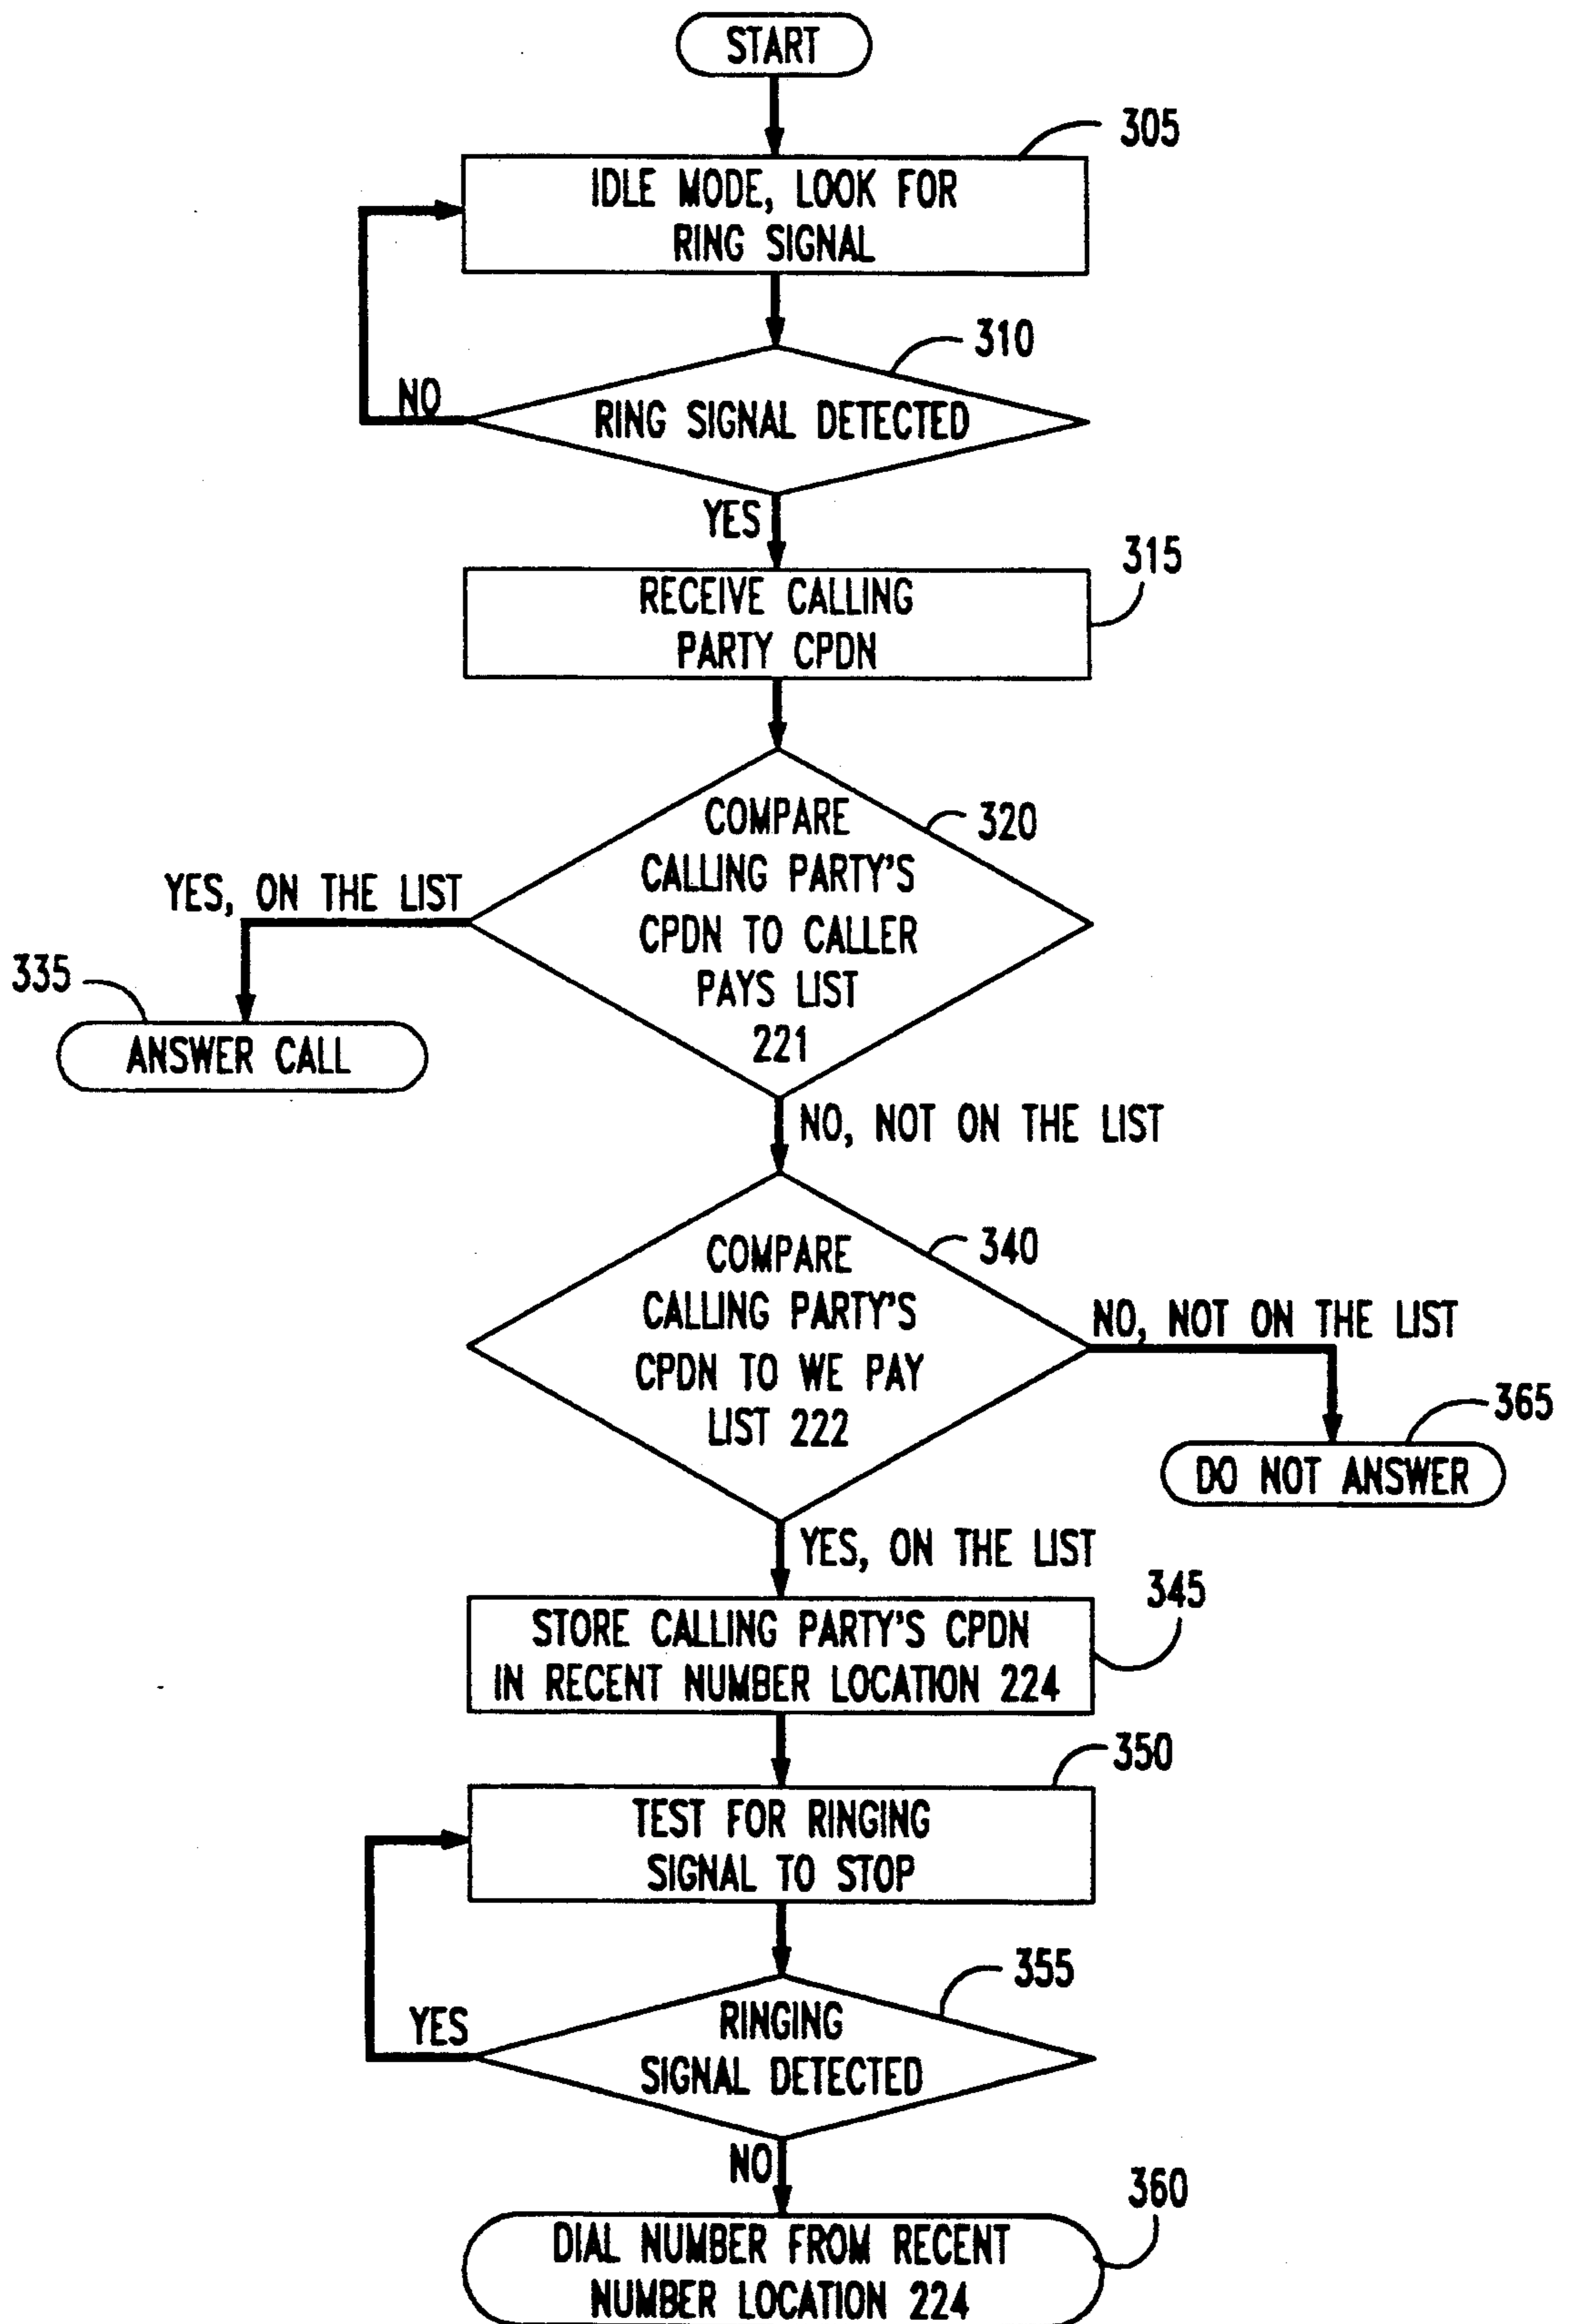 START
305
IDLE MODE, LOOK FOR
RING SIGNAL
310
NO
RING SIGNAL DETECTED
YES
315
RECEIVE CALLING
PARTY CPDN
320
COMPARE
CALLING PARTY'S
CPDN TO CALLER
PAYS LIST
221
YES, ON THE LIST
335
ANSWER CALL
NO, NOT ON THE LIST
340
COMPARE
CALLING PARTY'S
CPDN TO WE PAY
LIST 222
NO, NOT ON THE LIST
365
DO NOT ANSWER
YES, ON THE LIST
345
STORE CALLING PARTY'S CPDN
IN RECENT NUMBER LOCATION 224
350
TEST FOR RINGING
SIGNAL TO STOP
355
YES
RINGING
SIGNAL DETECTED
NO
360
DIAL NUMBER FROM RECENT
NUMBER LOCATION 224